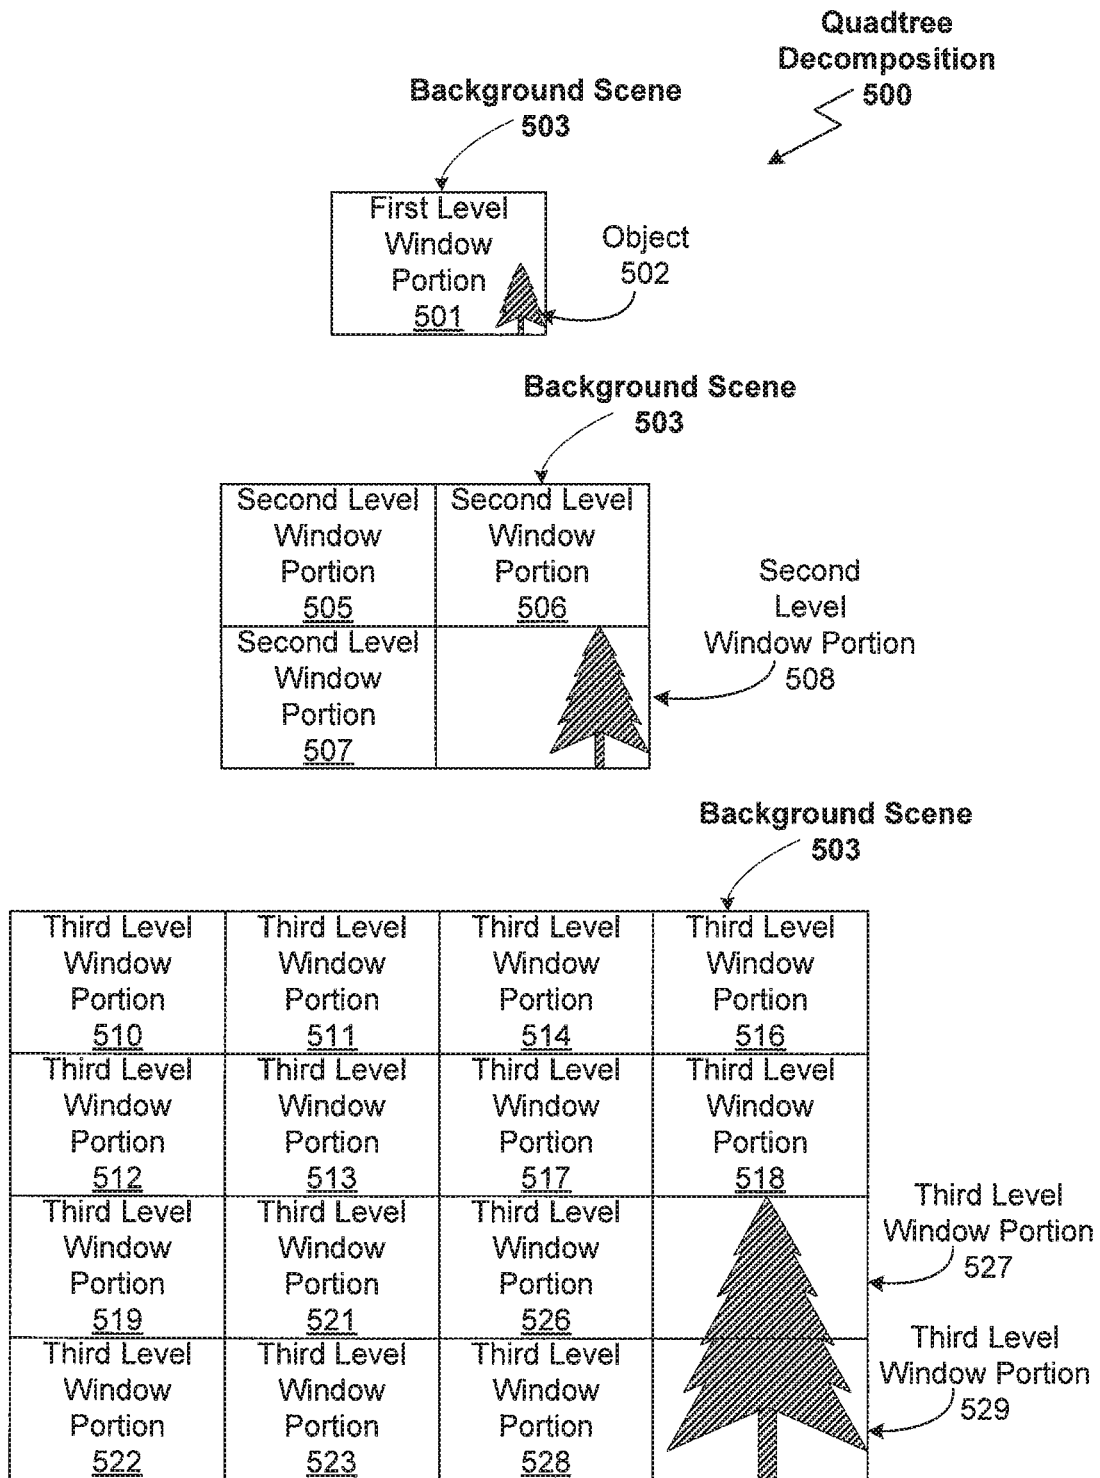 Quadtree
Decomposition
500
Background Scene
503
First Level
Window
Portion
501
Object
502
Background Scene
503
Second Level
Window
Portion
505
Second Level
Window
Portion
506
Second Level
Window
Portion
507
Second
Level
Window Portion
508
Background Scene
503
Third Level
Window
Portion
510
Third Level
Window
Portion
511
Third Level
Window
Portion
514
Third Level
Window
Portion
516
Third Level
Window
Portion
512
Third Level
Window
Portion
513
Third Level
Window
Portion
517
Third Level
Window
Portion
518
Third Level
Window
Portion
519
Third Level
Window
Portion
521
Third Level
Window
Portion
526
Third Level
Window Portion
527
Third Level
Window
Portion
522
Third Level
Window
Portion
523
Third Level
Window
Portion
528
Third Level
Window Portion
529